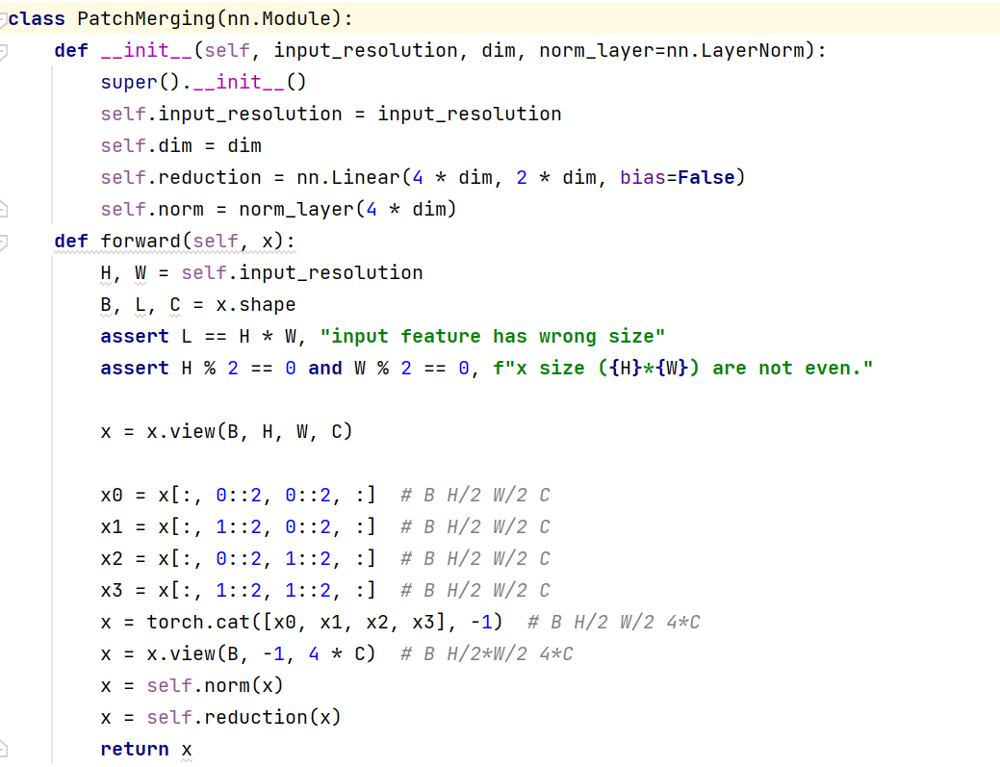 class PatchMerging(nn.Module):
    def __init__(self, input_resolution, dim, norm_layer=nn.LayerNorm):
        super().__init__()
        self.input_resolution = input_resolution
        self.dim = dim
        self.reduction = nn.Linear(4 * dim, 2 * dim, bias=False)
        self.norm = norm_layer(4 * dim)
    def forward(self, x):
        H, W = self.input_resolution
        B, L, C = x.shape
        assert L == H * W, "input feature has wrong size"
        assert H % 2 == 0 and W % 2 == 0, f"x size ({H}*{W}) are not even."

        x = x.view(B, H, W, C)

        x0 = x[:, 0::2, 0::2, :]  # B H/2 W/2 C
        x1 = x[:, 1::2, 0::2, :]  # B H/2 W/2 C
        x2 = x[:, 0::2, 1::2, :]  # B H/2 W/2 C
        x3 = x[:, 1::2, 1::2, :]  # B H/2 W/2 C
        x = torch.cat([x0, x1, x2, x3], -1)  # B H/2 W/2 4*C
        x = x.view(B, -1, 4 * C)  # B H/2*W/2 4*C
        x = self.norm(x)
        x = self.reduction(x)
        return x